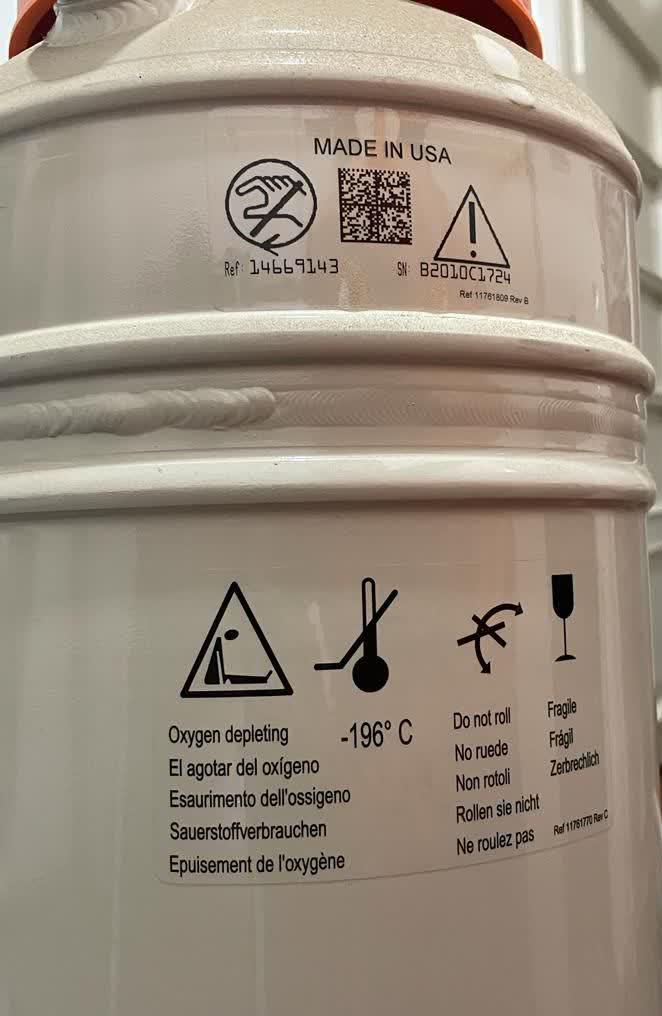 MADE IN USA
Ref: 14669143 SN: B2010C1724
Ref 11761809 Rev B
Oxygen depleting
El agotar del oxígeno
Esaurimento dell'ossigeno
Sauerstoffverbrauchen
Epuisement de l'oxygène
-196° C
Do not roll
No ruede
Non rotoli
Rollen sie nicht
Ne roulez pas
Fragile
Frágil
Zerbrechlich
Ref 11761770 Rev C